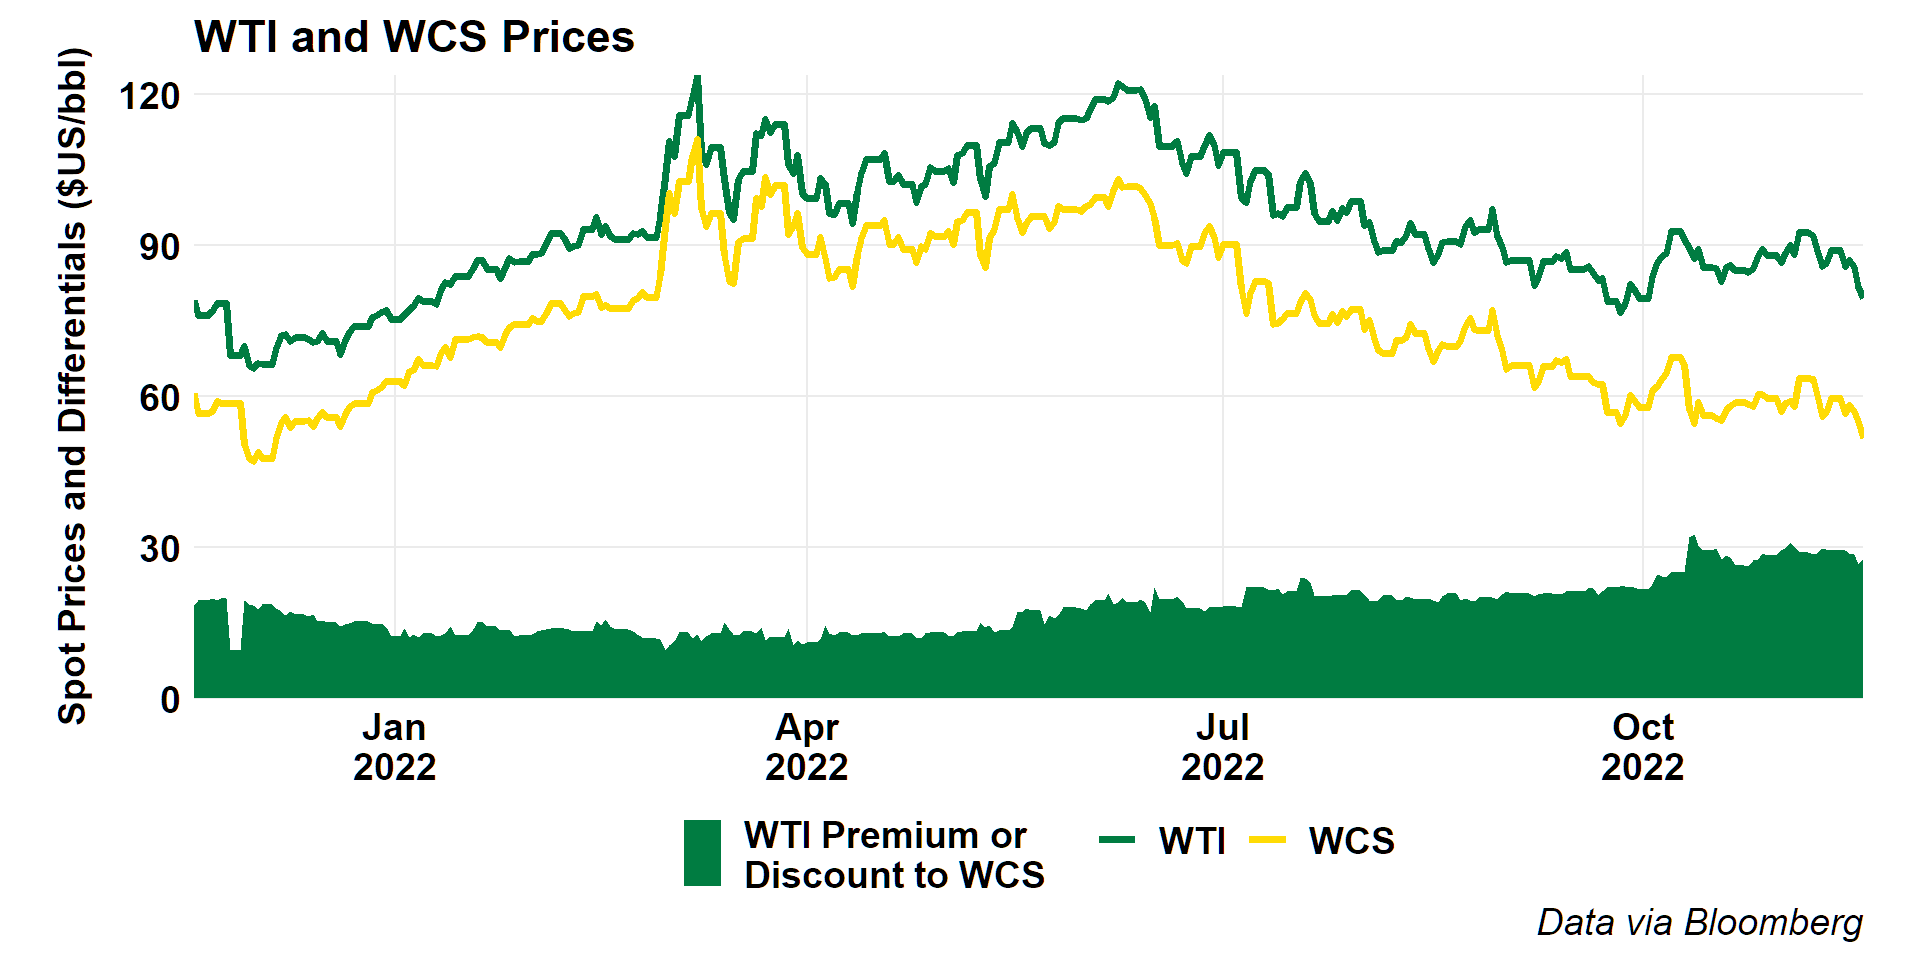 WTI and WCS Prices
Spot Prices and Differentials ($US/bbl)
120
90
60
30
0
Jan
2022
Apr
2022
Jul
2022
Oct
2022
WTI Premium or
Discount to WCS
WTI
WCS
Data via Bloomberg